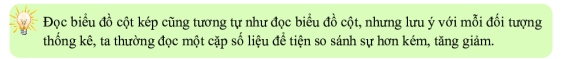 Đọc biểu đồ cột kép cũng tương tự như đọc biểu đồ cột, nhưng lưu ý với mỗi đối tượng
thống kê, ta thường đọc một cặp số liệu để tiện so sánh sự hơn kém, tăng giảm.